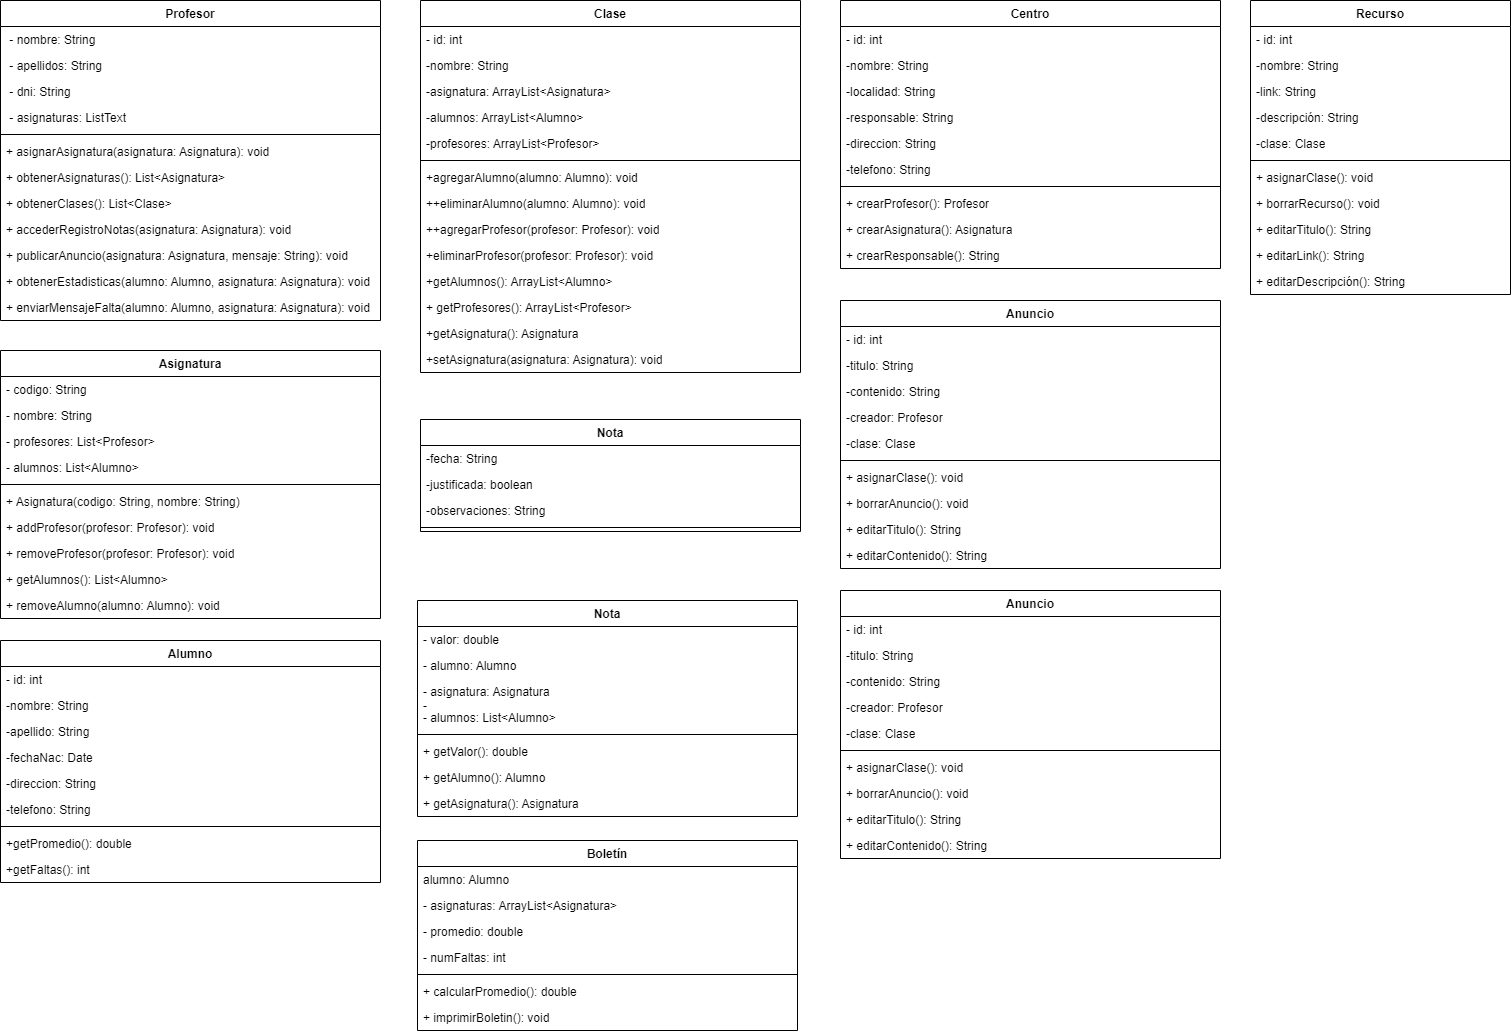 Profesor
- nombre: String
- apellidos: String
- dni: String
- asignaturas: ListText
+ asignarAsignatura(asignatura: Asignatura): void
+ obtenerAsignaturas(): List<Asignatura>
+ obtenerClases(): List<Clase>
+ accederRegistroNotas(asignatura: Asignatura): void
+ publicarAnuncio(asignatura: Asignatura, mensaje: String): void
+ obtenerEstadisticas(alumno: Alumno, asignatura: Asignatura): void
+ enviarMensajeFalta(alumno: Alumno, asignatura: Asignatura): void
Asignatura
- codigo: String
- nombre: String
- profesores: List<Profesor>
- alumnos: List<Alumno>
+ Asignatura(codigo: String, nombre: String)
+ addProfesor(profesor: Profesor): void
+ removeProfesor(profesor: Profesor): void
+ getAlumnos(): List<Alumno>
+ removeAlumno(alumno: Alumno): void
Alumno
- id: int
-nombre: String
-apellido: String
-fechaNac: Date
-direccion: String
-telefono: String
+getPromedio(): double
+getFaltas(): int
Clase
- id: int
-nombre: String
-asignatura: ArrayList<Asignatura>
-alumnos: ArrayList<Alumno>
-profesores: ArrayList<Profesor>
+agregarAlumno(alumno: Alumno): void
++eliminarAlumno(alumno: Alumno): void
++agregarProfesor(profesor: Profesor): void
+eliminarProfesor(profesor: Profesor): void
+getAlumnos(): ArrayList<Alumno>
+ getProfesores(): ArrayList<Profesor>
+getAsignatura(): Asignatura
+setAsignatura(asignatura: Asignatura): void
Nota
-fecha: String
-justificada: boolean
-observaciones: String
Nota
- valor: double
- alumno: Alumno
- asignatura: Asignatura
-
- alumnos: List<Alumno>
+ getValor(): double
+ getAlumno(): Alumno
+ getAsignatura(): Asignatura
Boletín
alumno: Alumno
- asignaturas: ArrayList<Asignatura>
- promedio: double
- numFaltas: int
+ calcularPromedio(): double
+ imprimirBoletin(): void
Centro
- id: int
-nombre: String
-localidad: String
-responsable: String
-direccion: String
-telefono: String
+ crearProfesor(): Profesor
+ crearAsignatura(): Asignatura
+ crearResponsable(): String
Anuncio
- id: int
-titulo: String
-contenido: String
-creador: Profesor
-clase: Clase
+ asignarClase(): void
+ borrarAnuncio(): void
+ editarTitulo(): String
+ editarContenido(): String
Anuncio
- id: int
-titulo: String
-contenido: String
-creador: Profesor
-clase: Clase
+ asignarClase(): void
+ borrarAnuncio(): void
+ editarTitulo(): String
+ editarContenido(): String
Recurso
- id: int
-nombre: String
-link: String
-descripción: String
-clase: Clase
+ asignarClase(): void
+ borrarRecurso(): void
+ editarTitulo(): String
+ editarLink(): String
+ editarDescripción(): String